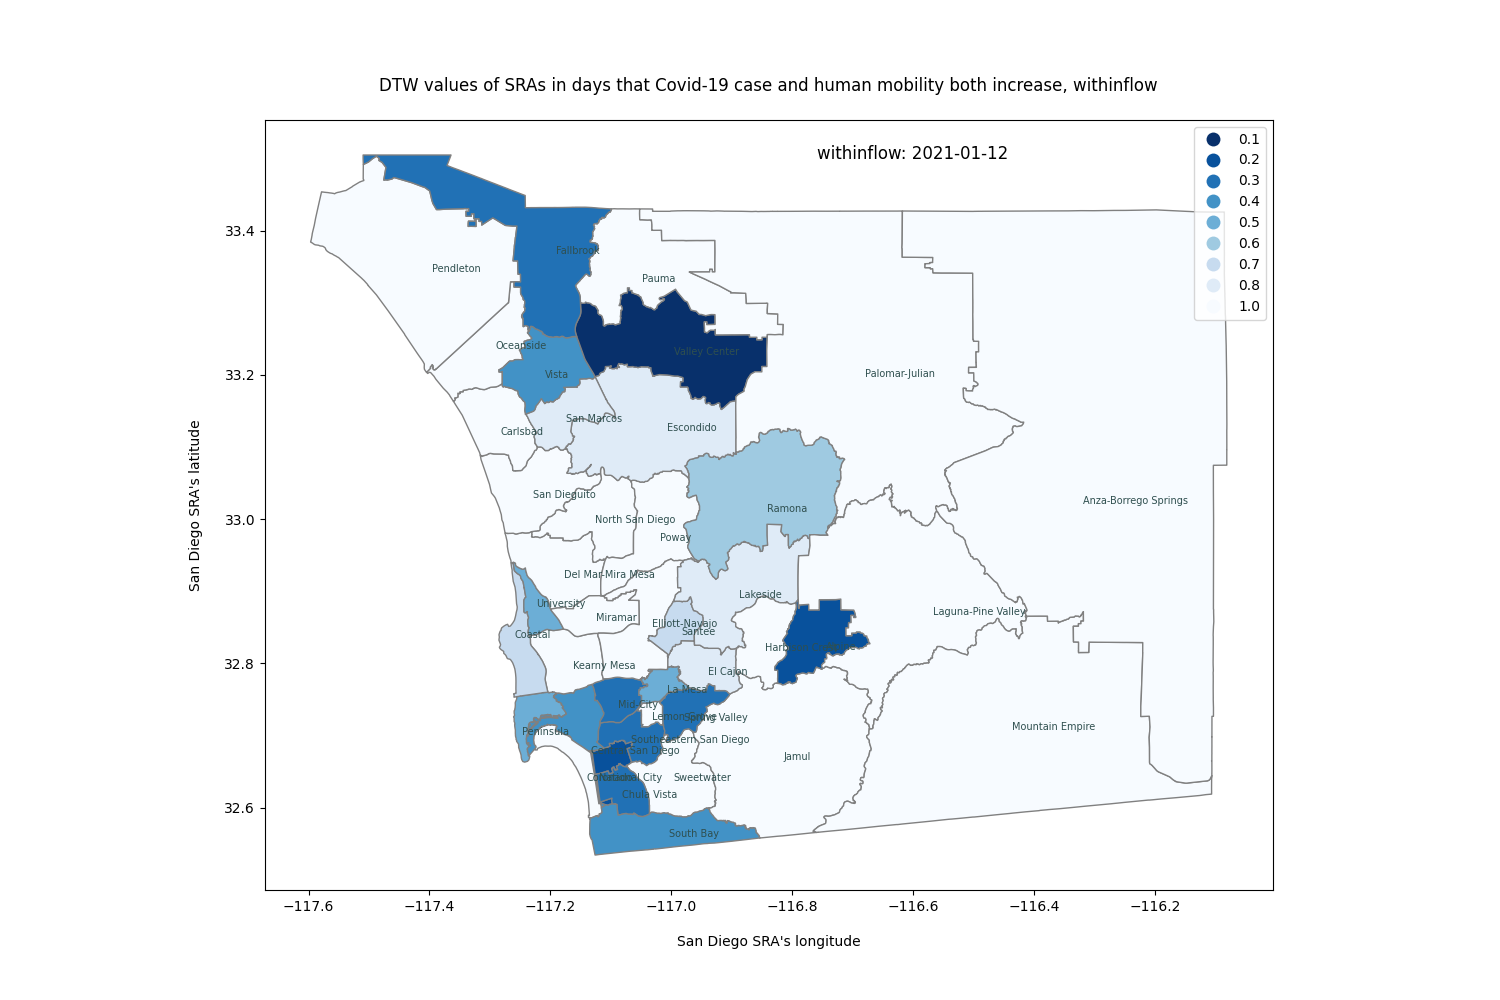 DTW values of SRAs in days that Covid-19 case and human mobility both increase, withinflow
withinflow: 2021-01-12
0.1
0.2
0.3
0.4
0.5
0.6
0.7
0.8
1.0
33.4
33.2
33.0
32.8
32.6
San Diego SRA's latitude
Fallbrook
Pendleton
Pauma
Oceanside
Valley Center
Vista
Palomar-Julian
San Marcos
Carlsbad
Escondido
San Dieguito
Anza-Borrego Springs
Ramona
North San Diego
Poway
Del Mar-Mira Mesa
Lakeside
University
Laguna-Pine Valley
Miramar
Elliott-Navajo
Santee
Coastal
Kearny Mesa
El Cajon
La Mesa
Mid-City
Lemon Grove
Spring Valley
Mountain Empire
Peninsula
Southeastern San Diego
San Diego
Jamul
National City
Sweetwater
Chula Vista
South Bay
−117.6
−117.4
−117.2
−117.0
−116.8
−116.6
−116.4
−116.2
San Diego SRA's longitude